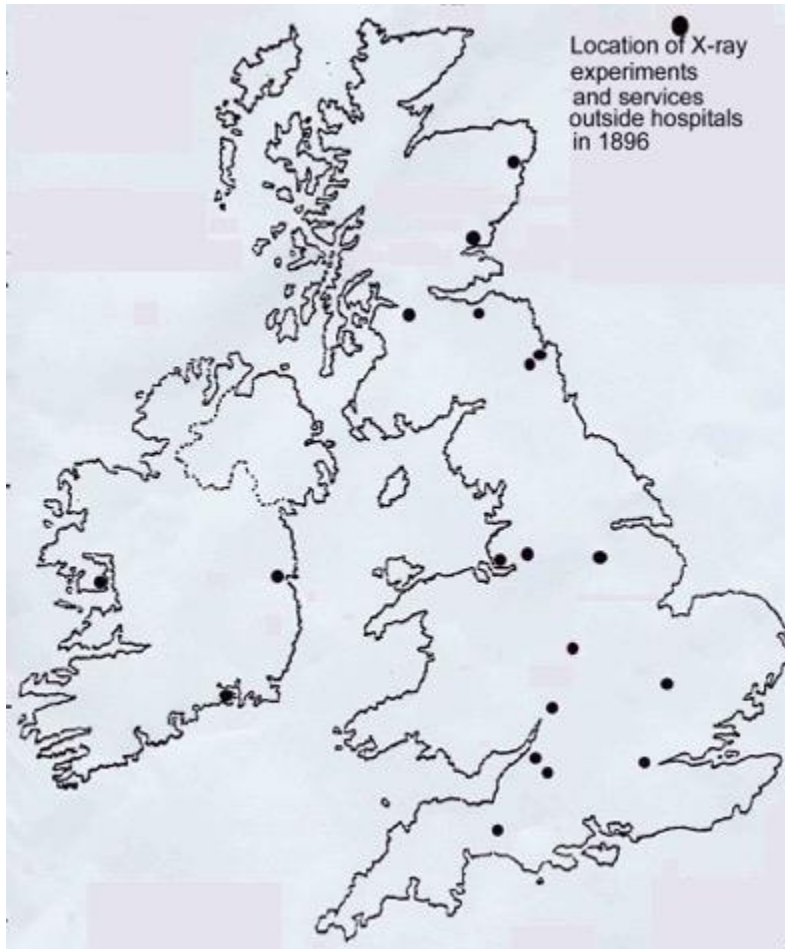 Location of X-ray
experiments
and services
outside hospitals
in 1896